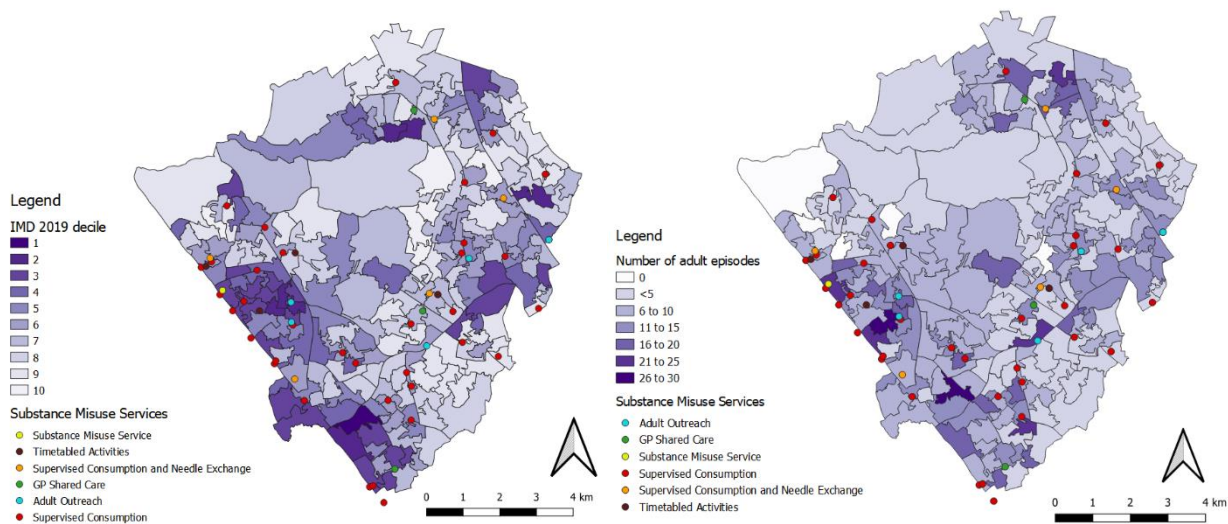 Legend
IMD 2019 decile
1
2
3
4
5
6
7
8
9
10
Substance Misuse Services
Substance Misuse Service
Timetabled Activities
Supervised Consumption and Needle Exchange
GP Shared Care
Adult Outreach
Supervised Consumption
0 1 2 3 4 km
Legend
Number of adult episodes
0
<5
6 to 10
11 to 15
16 to 20
21 to 25
26 to 30
Substance Misuse Services
Adult Outreach
GP Shared Care
Substance Misuse Service
Supervised Consumption
Supervised Consumption and Needle Exchange
Timetabled Activities
0 1 2 3 4 km